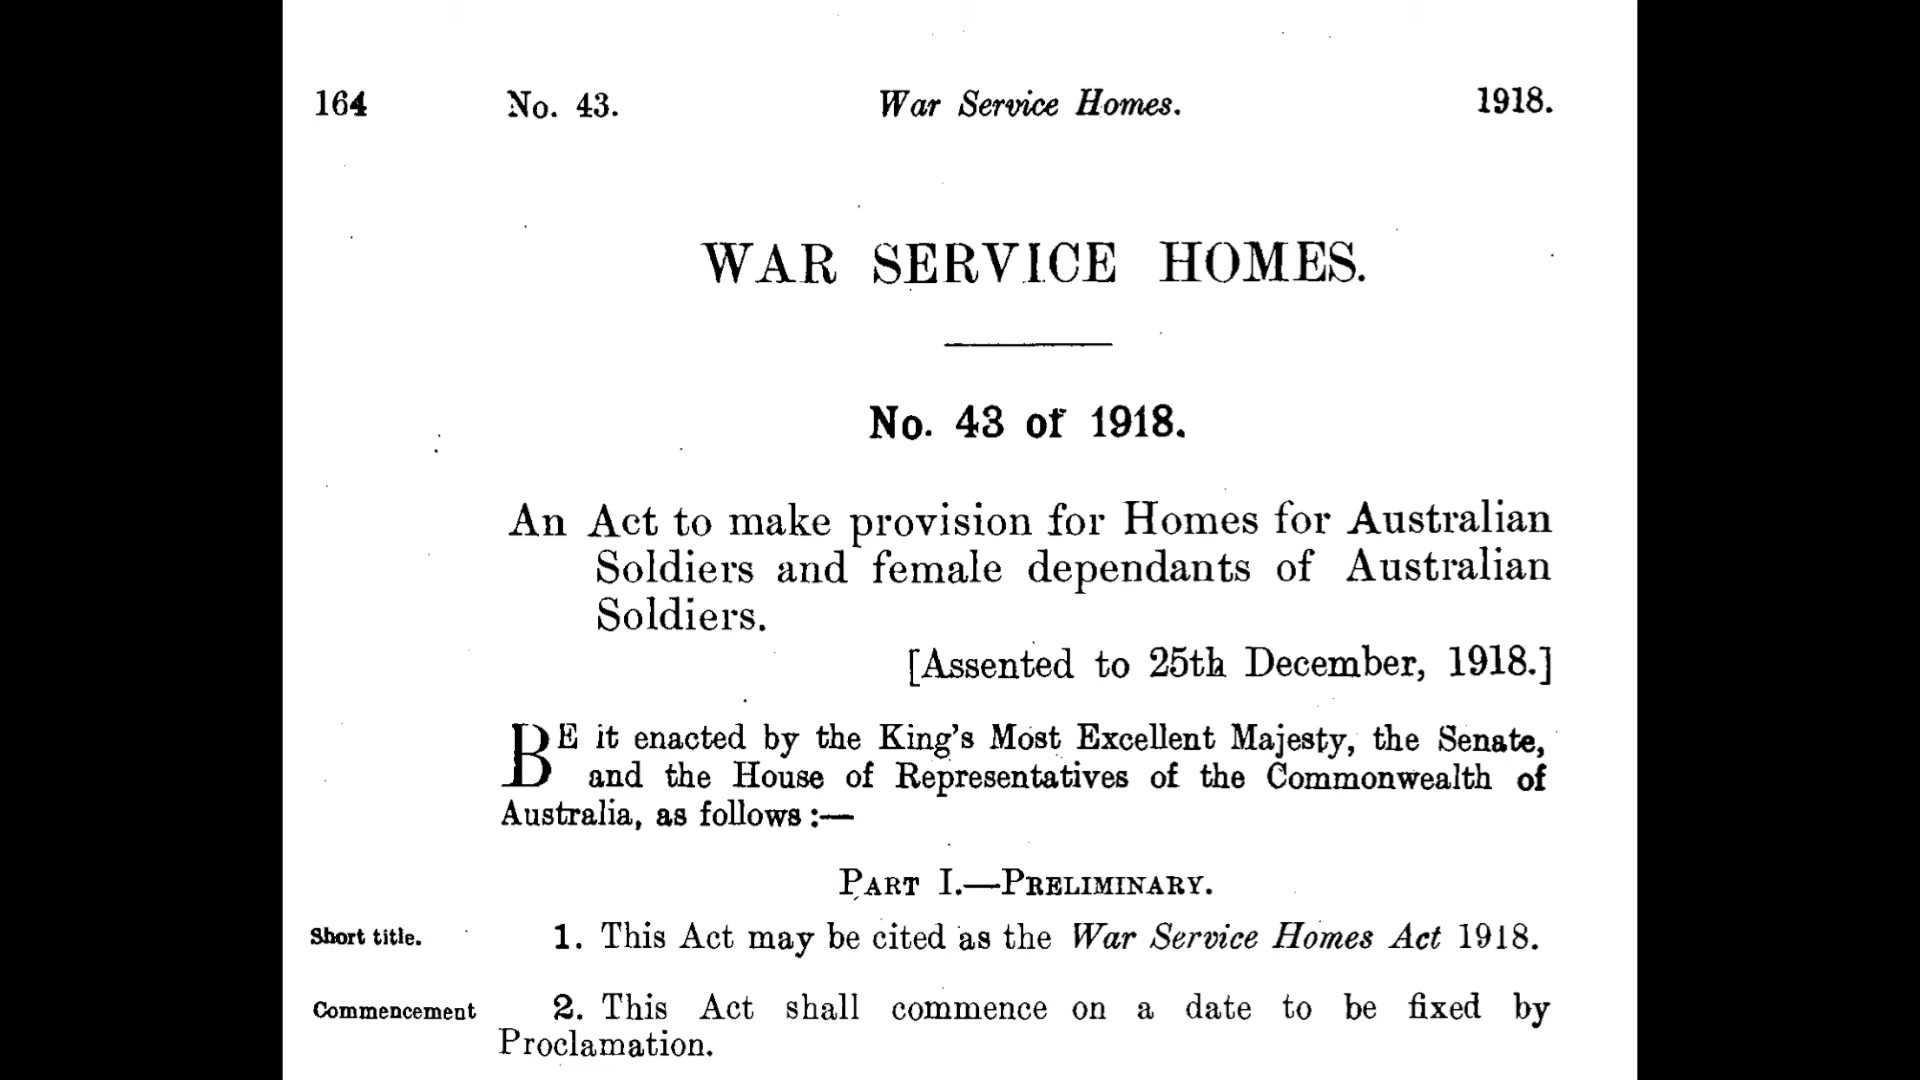 164 No. 43. War Service Homes. 1918.
WAR SERVICE HOMES.
No. 43 of 1918.
An Act to make provision for Homes for Australian
Soldiers and female dependants of Australian
Soldiers.
[Assented to 25th December, 1918.]
BE it enacted by the King's Most Excellent Majesty, the Senate,
and the House of Representatives of the Commonwealth of
Australia, as follows :—
PART I.—PRELIMINARY.
Short title. 1. This Act may be cited as the War Service Homes Act 1918.
Commencement 2. This Act shall commence on a date to be fixed by
Proclamation.